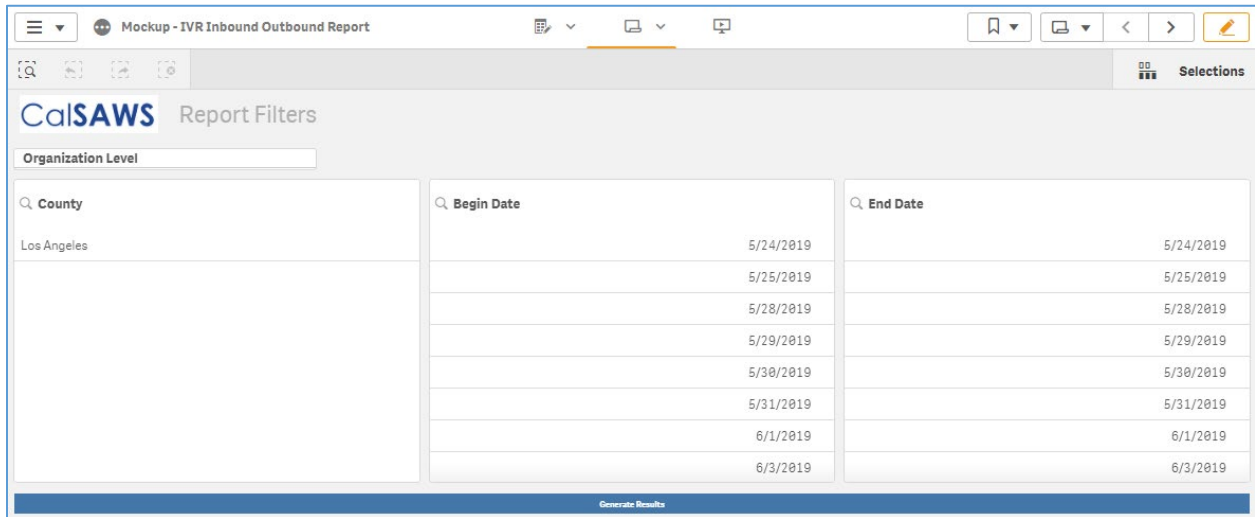 Mockup - IVR Inbound Outbound Report
Selections
CalSAWS Report Filters
Organization Level
County Begin Date End Date
Los Angeles 5/24/2019 5/24/2019
5/25/2019 5/25/2019
5/28/2019 5/28/2019
5/29/2019 5/29/2019
5/30/2019 5/30/2019
5/31/2019 5/31/2019
6/1/2019 6/1/2019
6/3/2019 6/3/2019
Generate Results